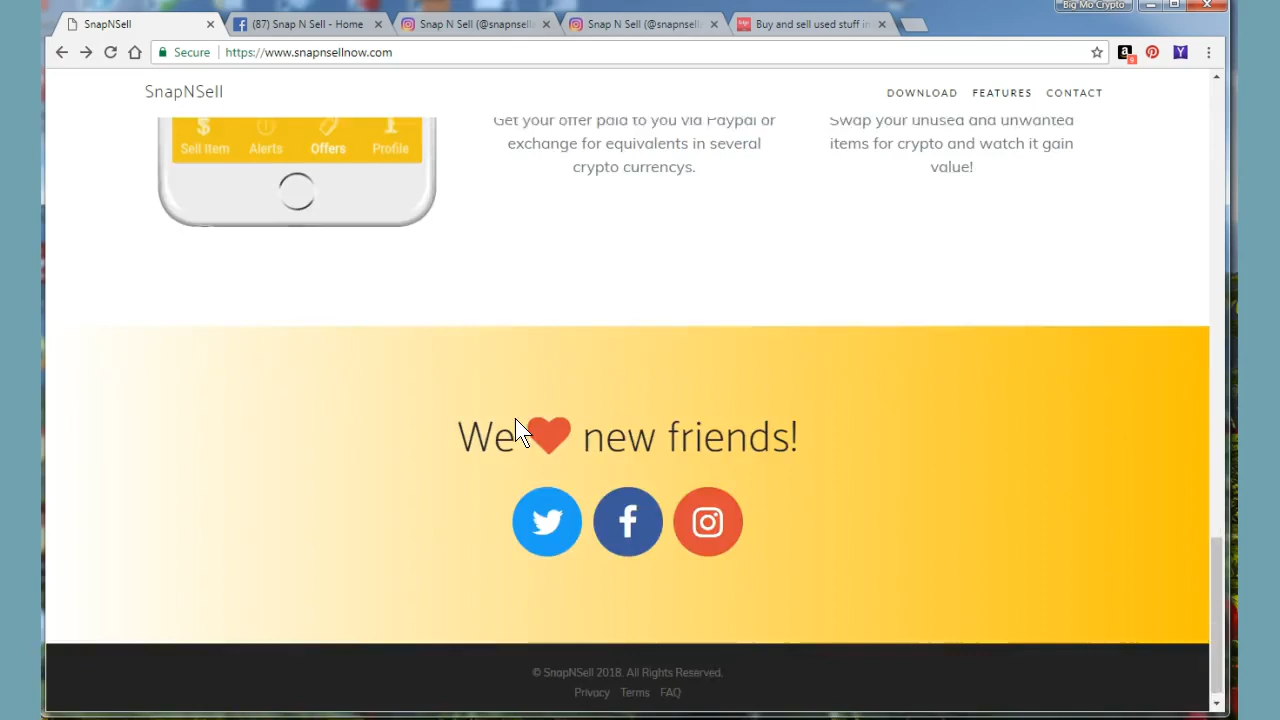 Big Mo Crypto
SnapNSell
(87) Snap N Sell - Home
Snap N Sell (@snapnsell
Snap N Sell (@snapnsell
Buy and sell used stuff in
Secure
https://www.snapnsellnow.com
SnapNSell
DOWNLOAD FEATURES CONTACT
$
Sell Item Alerts Offers Profile
Get your offer paid to you via Paypal or
exchange for equivalents in several
crypto currencys.
Swap your unused and unwanted
items for crypto and watch it gain
value!
We new friends!
© SnapNSell 2018. All Rights Reserved.
Privacy Terms FAQ